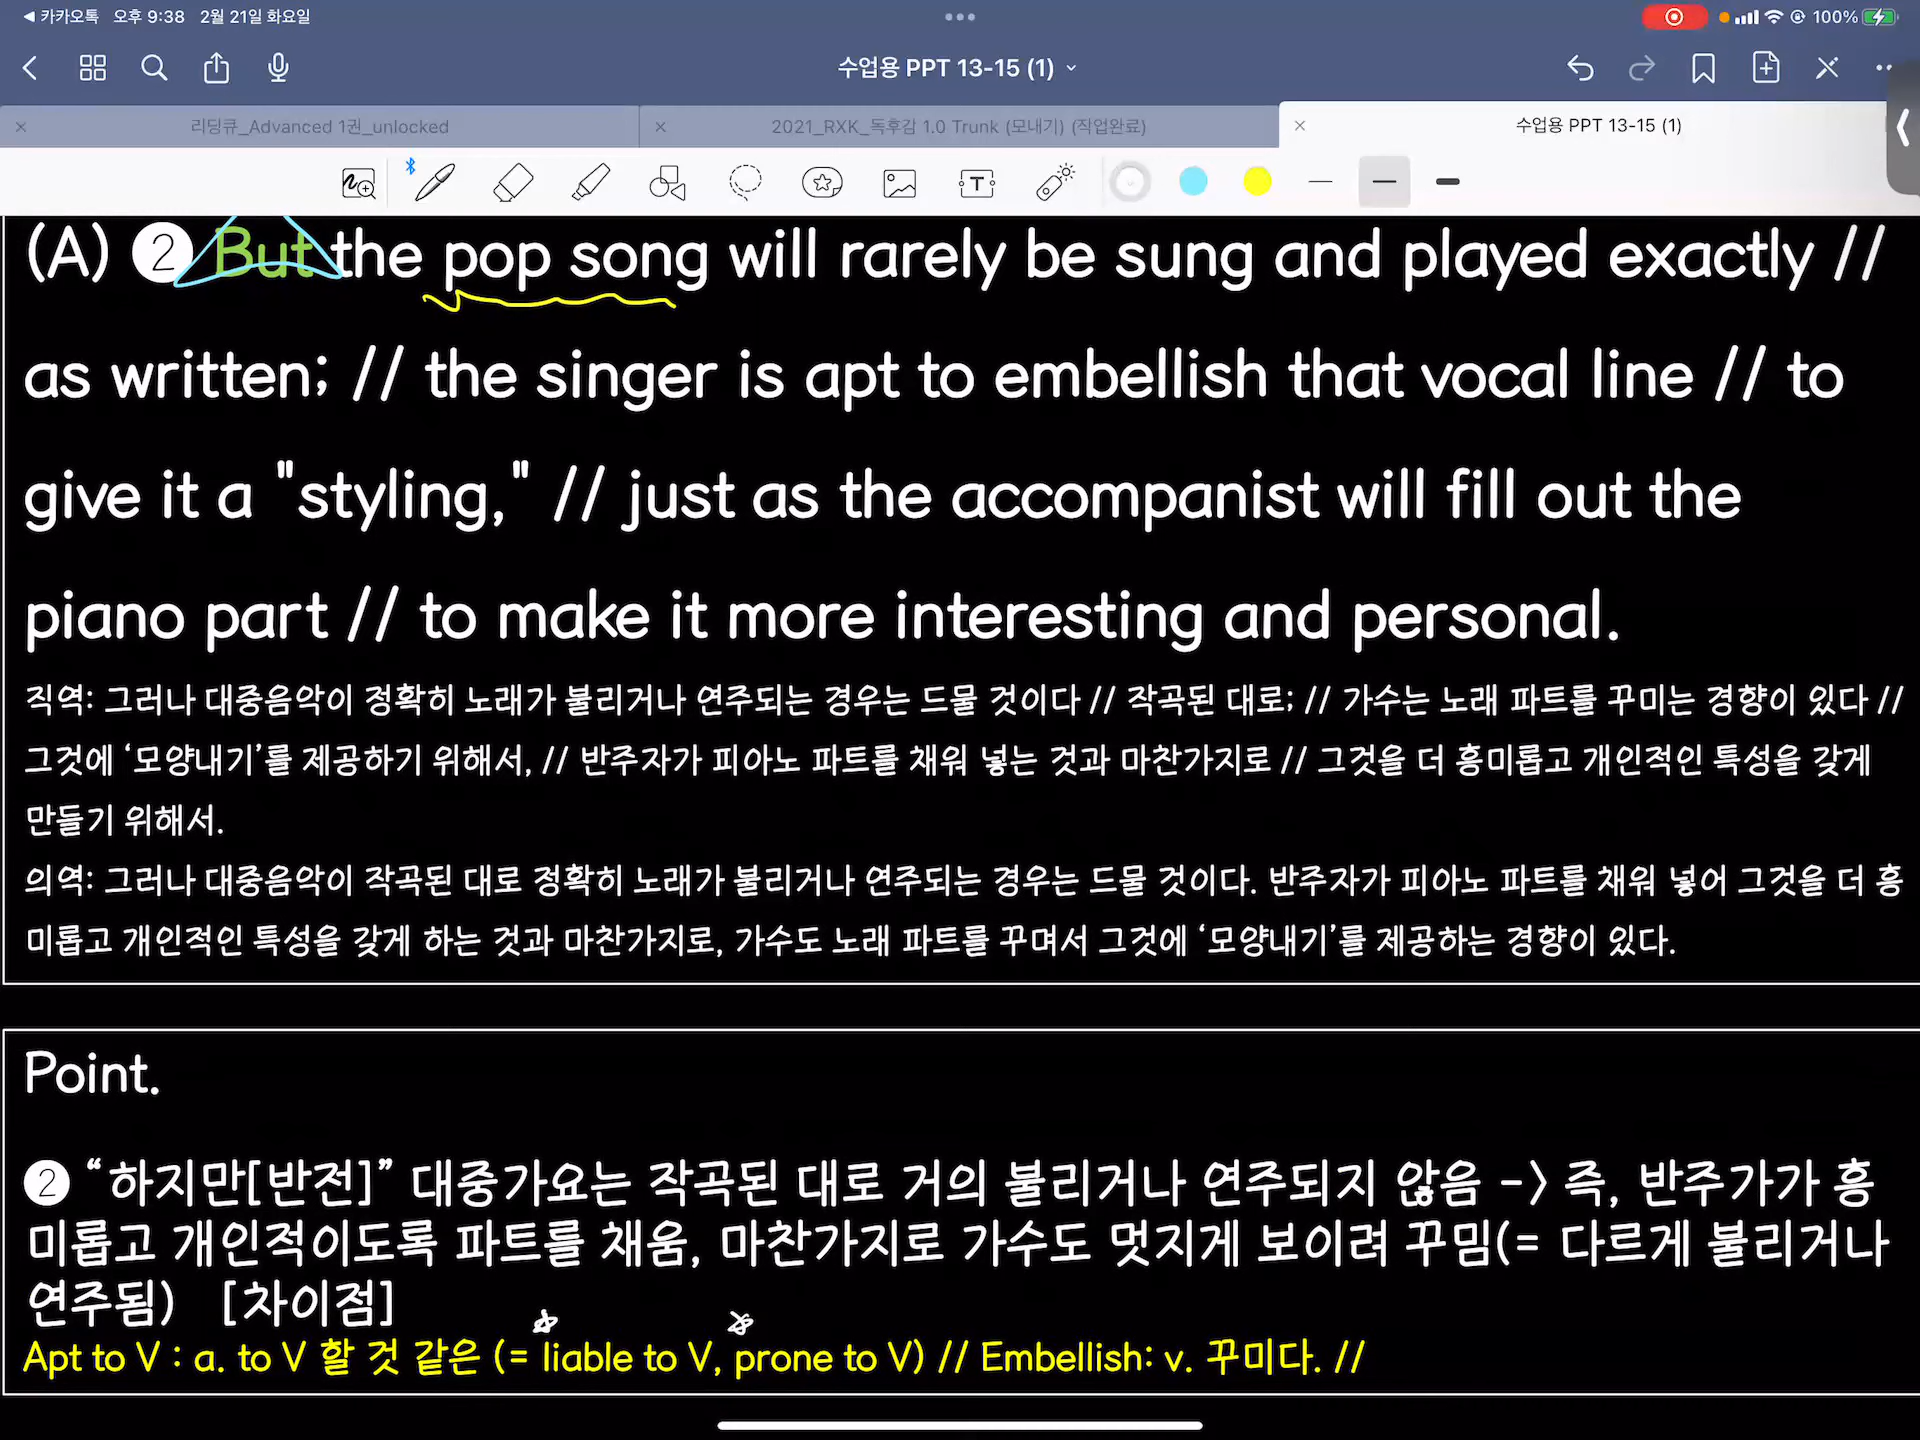 ◀ 카카오톡 오후 9:38 2월 21일 화요일
100%
수업용 PPT 13-15 (1)
리딩큐_Advanced 1권_unlocked
2021_RXK_독후감 1.0 Trunk (모내기) (작업완료)
수업용 PPT 13-15 (1)
(A) ② But the pop song will rarely be sung and played exactly //
as written; // the singer is apt to embellish that vocal line // to
give it a "styling," // just as the accompanist will fill out the
piano part // to make it more interesting and personal.
직역: 그러나 대중음악이 정확히 노래가 불리거나 연주되는 경우는 드물 것이다 // 작곡된 대로; // 가수는 노래 파트를 꾸미는 경향이 있다 //
그것에 ‘모양내기’를 제공하기 위해서, // 반주자가 피아노 파트를 채워 넣는 것과 마찬가지로 // 그것을 더 흥미롭고 개인적인 특성을 갖게
만들기 위해서.
의역: 그러나 대중음악이 작곡된 대로 정확히 노래가 불리거나 연주되는 경우는 드물 것이다. 반주자가 피아노 파트를 채워 넣어 그것을 더 흥
미롭고 개인적인 특성을 갖게 하는 것과 마찬가지로, 가수도 노래 파트를 꾸며서 그것에 ‘모양내기’를 제공하는 경향이 있다.
Point.
② “하지만[반전]” 대중가요는 작곡된 대로 거의 불리거나 연주되지 않음 -> 즉, 반주가가 흥
미롭고 개인적이도록 파트를 채움, 마찬가지로 가수도 멋지게 보이려 꾸밈(= 다르게 불리거나
연주됨) [차이점]
Apt to V : a. to V 할 것 같은 (= liable to V, prone to V) // Embellish: v. 꾸미다. //